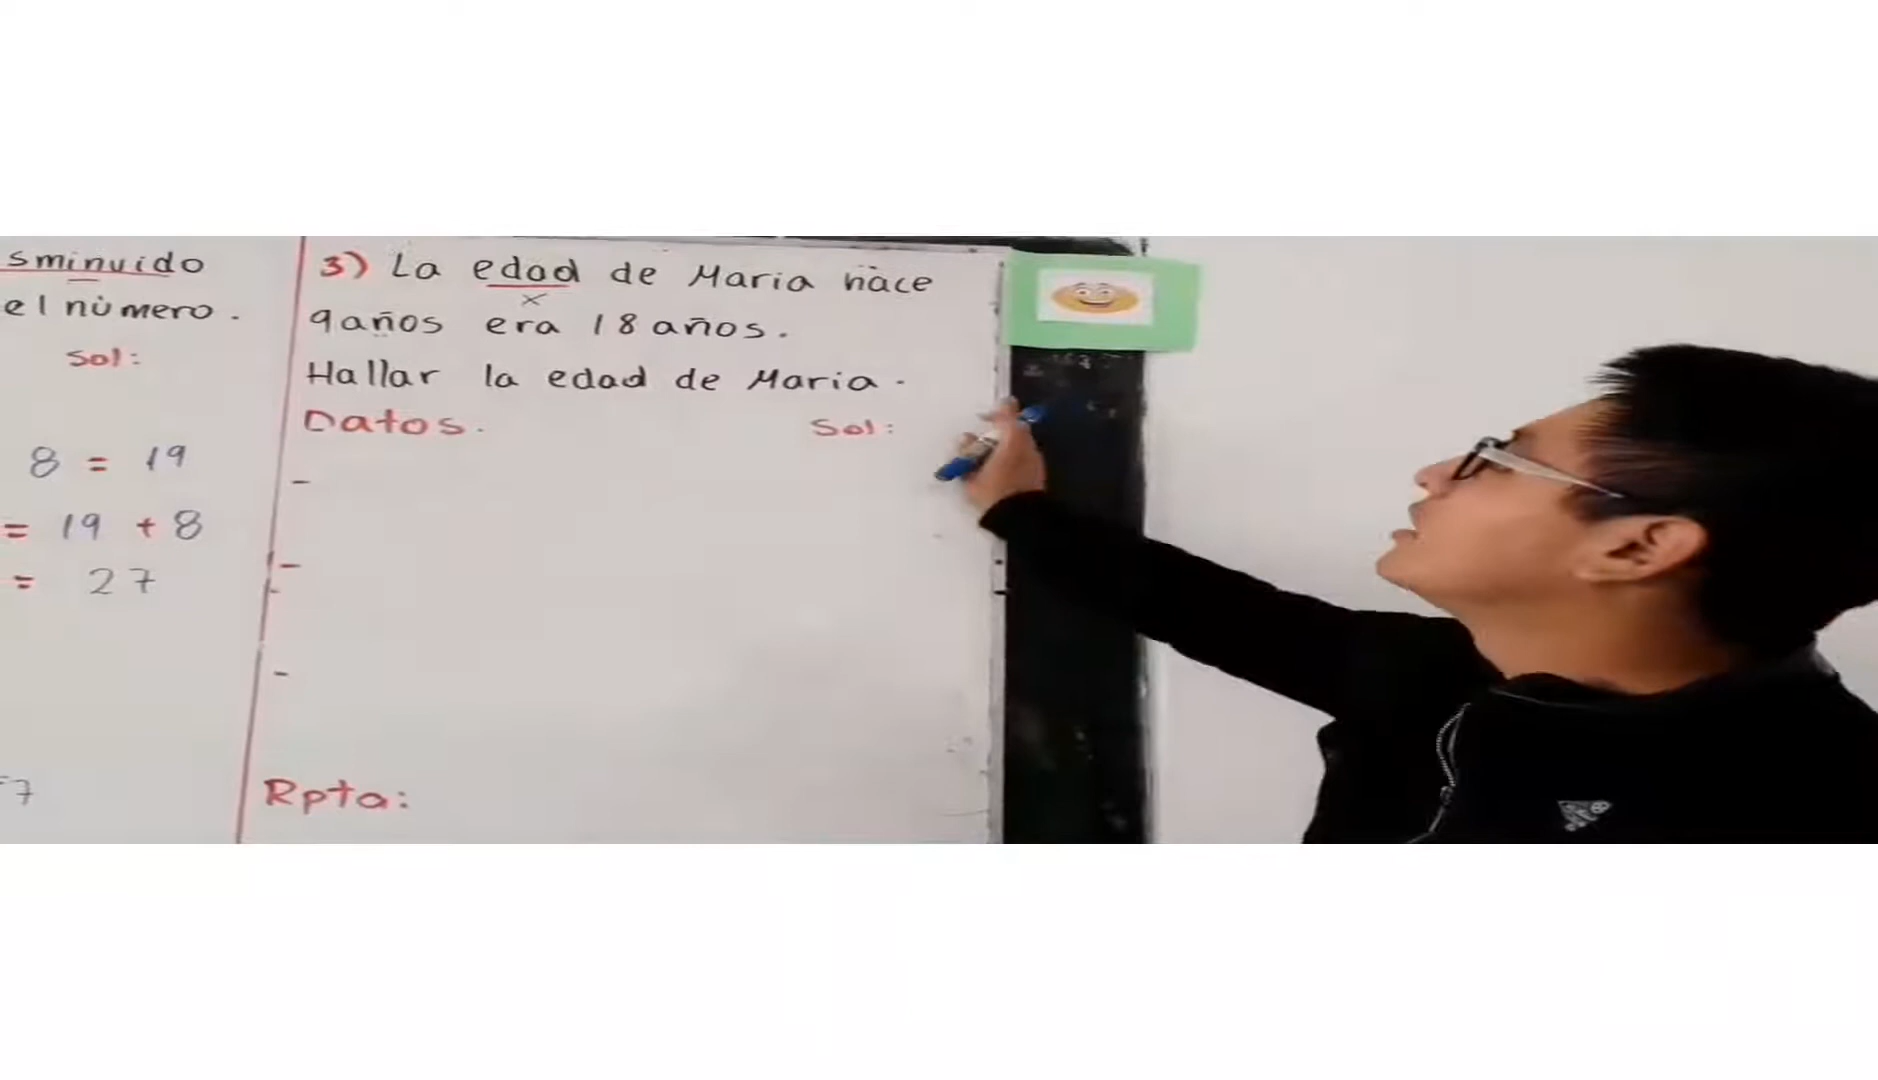 sminuido
el número.
Sol:
8 = 19
= 19 + 8
= 27
7
3) La edad de Maria hace
x
9 años era 18 años.
Hallar la edad de Maria.
Datos.
Sol:
-
-
-
Rpta: